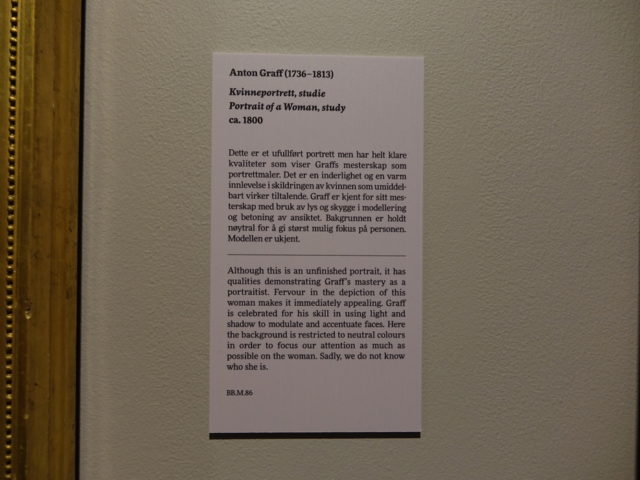 Anton Graff (1736–1813)
Kvinneportrett, studie
Portrait of a Woman, study
ca. 1800
Dette er et ufullført portrett men har helt klare
kvaliteter som viser Graffs mesterskap som
portrettmaler. Det er en inderlighet og en varm
innlevelse i skildringen av kvinnen som umiddel-
bart virker tiltalende. Graff er kjent for sitt mes-
terskap med bruk av lys og skygge i modellering
og betoning av ansiktet. Bakgrunnen er holdt
nøytral for å gi størst mulig fokus på personen.
Modellen er ukjent.
Although this is an unfinished portrait, it has
qualities demonstrating Graff's mastery as a
portraitist. Fervour in the depiction of this
woman makes it immediately appealing. Graff
is celebrated for his skill in using light and
shadow to modulate and accentuate faces. Here
the background is restricted to neutral colours
in order to focus our attention as much as
possible on the woman. Sadly, we do not know
who she is.
BB.M.86